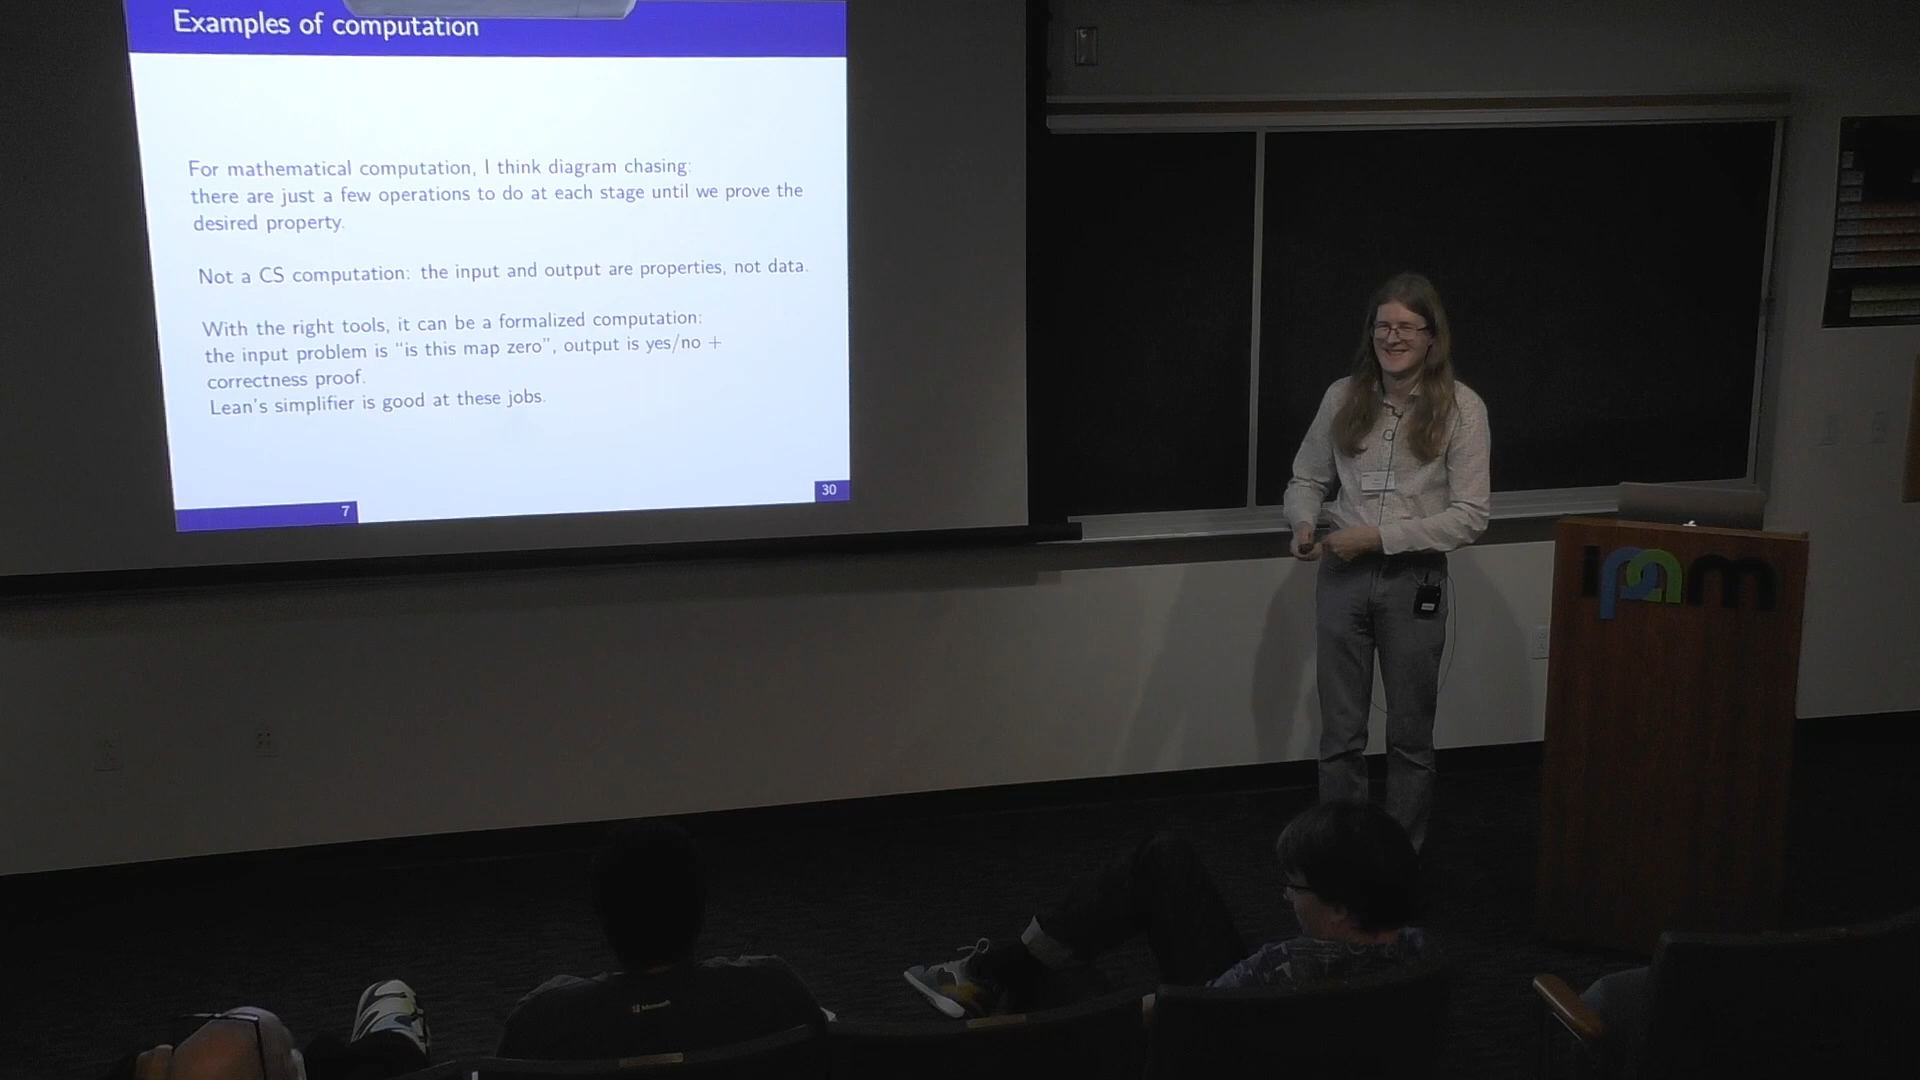 Examples of computation
For mathematical computation, I think diagram chasing:
there are just a few operations to do at each stage until we prove the
desired property.
Not a CS computation: the input and output are properties, not data.
With the right tools, it can be a formalized computation:
the input problem is “is this map zero”, output is yes/no +
correctness proof.
Lean's simplifier is good at these jobs.
30
7
ipam
Microsoft